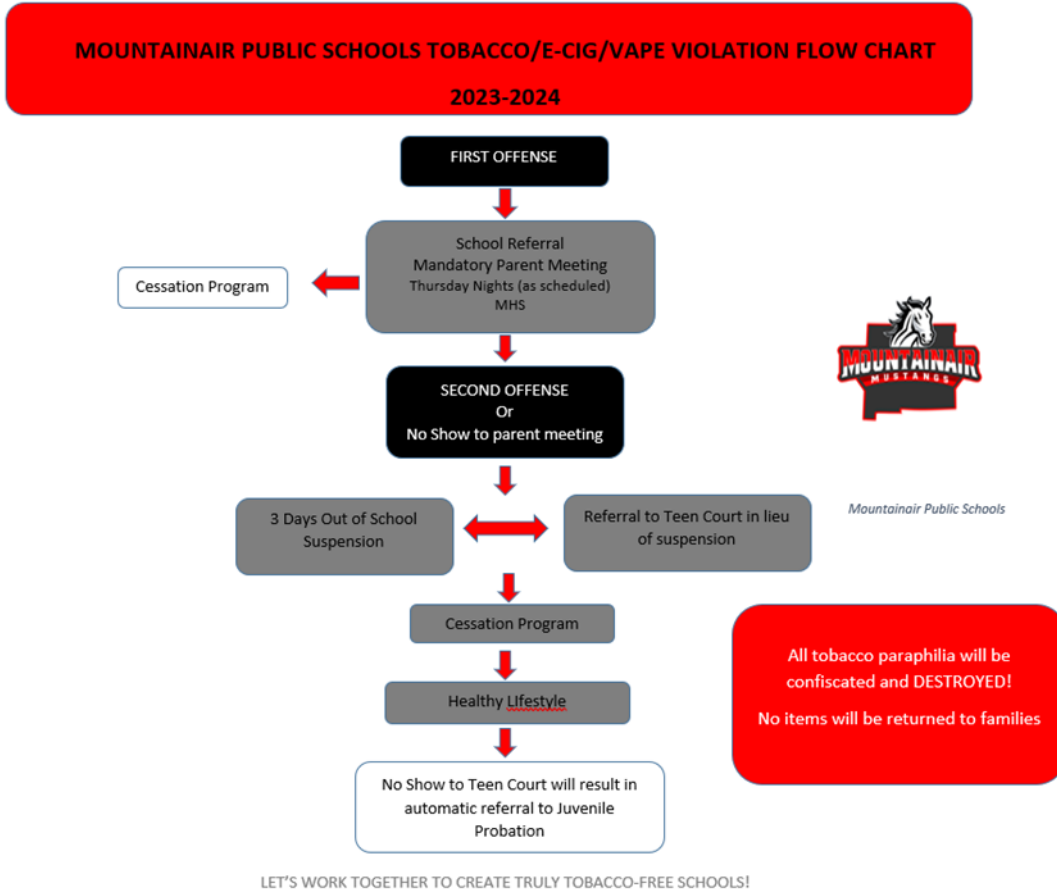 MOUNTAINAIR PUBLIC SCHOOLS TOBACCO/E-CIG/VAPE VIOLATION FLOW CHART
2023-2024
FIRST OFFENSE
School Referral
Mandatory Parent Meeting
Thursday Nights (as scheduled)
MHS
Cessation Program
SECOND OFFENSE
Or
No Show to parent meeting
MOUNTAINAIR
MUSTANGS
Mountainair Public Schools
3 Days Out of School
Suspension
Referral to Teen Court in lieu
of suspension
Cessation Program
Healthy LIfestyle
No Show to Teen Court will result in
automatic referral to Juvenile
Probation
All tobacco paraphilia will be
confiscated and DESTROYED!
No items will be returned to families
LET'S WORK TOGETHER TO CREATE TRULY TOBACCO-FREE SCHOOLS!